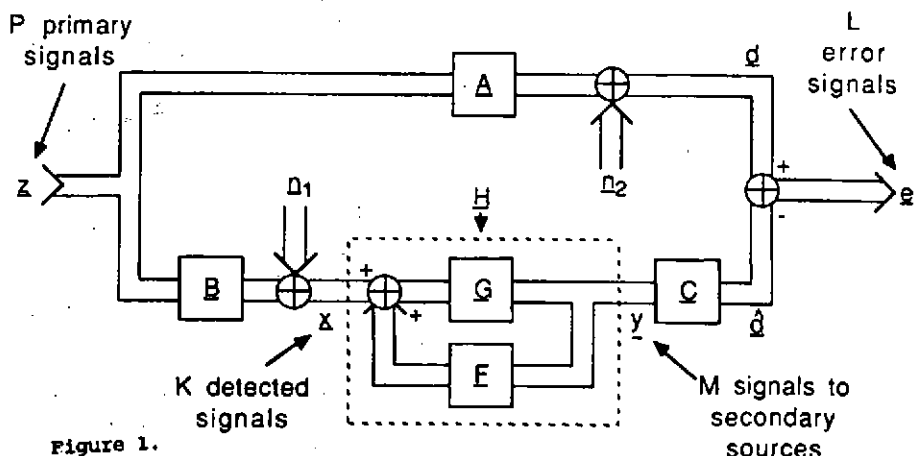 P primary
signals
L
error
signals
A
d
z
n₁
n₂
+
-
e
H
B
+
+
G
C
x
F
y
d̂
K detected
signals
M signals to
secondary
sources
Figure 1.